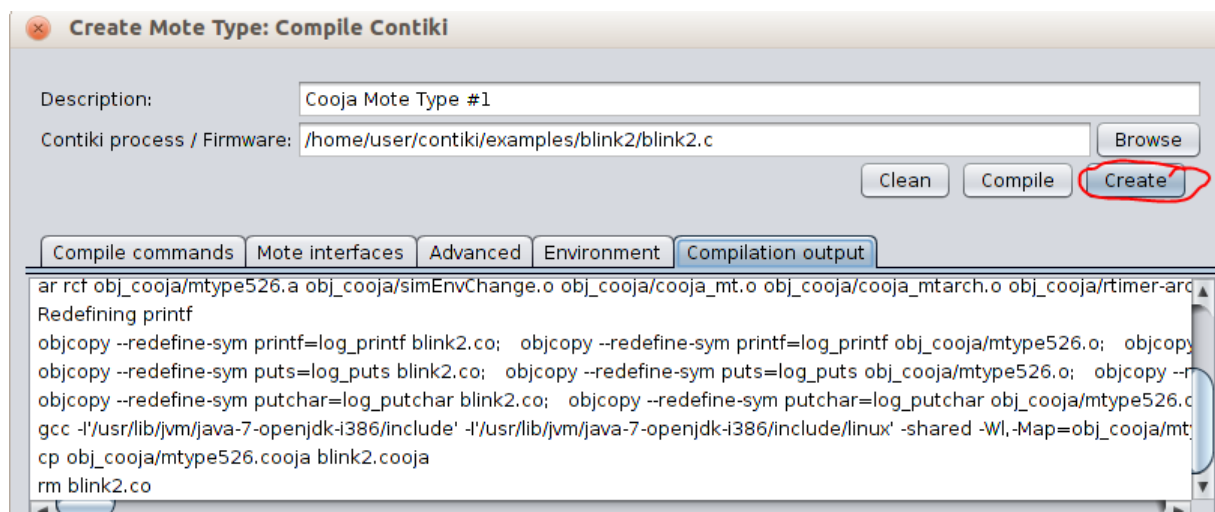 Create Mote Type: Compile Contiki
Description: Cooja Mote Type #1
Contiki process / Firmware: /home/user/contiki/examples/blink2/blink2.c Browse
Clean Compile Create
Compile commands Mote interfaces Advanced Environment Compilation output
ar rcf obj_cooja/mtype526.a obj_cooja/simEnvChange.o obj_cooja/cooja_mt.o obj_cooja/cooja_mtarch.o obj_cooja/rtimer-arc
Redefining printf
objcopy --redefine-sym printf=log_printf blink2.co; objcopy --redefine-sym printf=log_printf obj_cooja/mtype526.o; objcopy
objcopy --redefine-sym puts=log_puts blink2.co; objcopy --redefine-sym puts=log_puts obj_cooja/mtype526.o; objcopy --r
objcopy --redefine-sym putchar=log_putchar blink2.co; objcopy --redefine-sym putchar=log_putchar obj_cooja/mtype526.o
gcc -I'/usr/lib/jvm/java-7-openjdk-i386/include' -I'/usr/lib/jvm/java-7-openjdk-i386/include/linux' -shared -Wl,-Map=obj_cooja/mty
cp obj_cooja/mtype526.cooja blink2.cooja
rm blink2.co